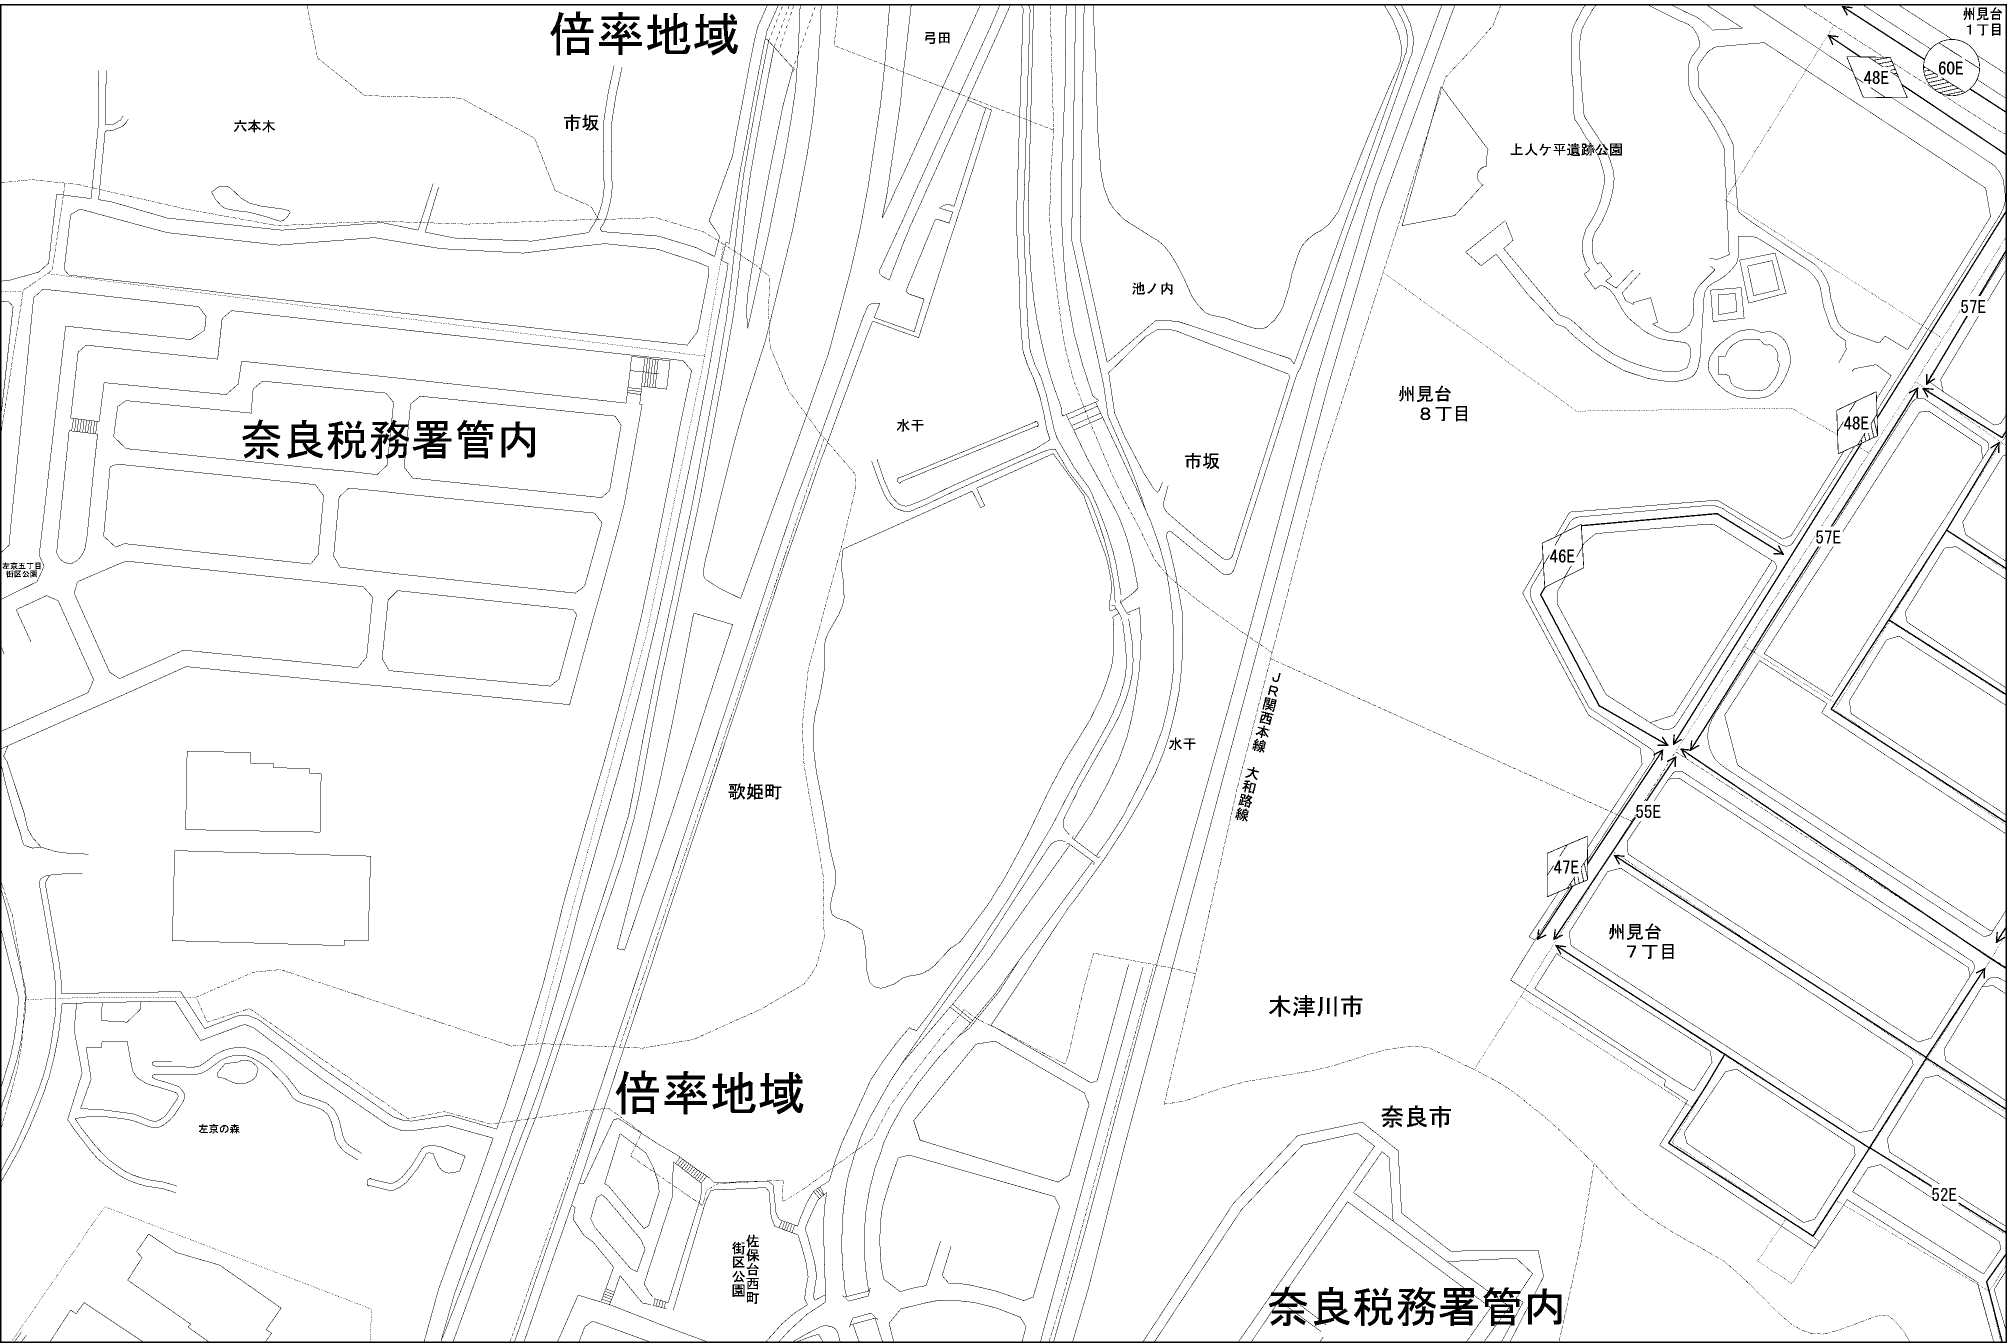 倍率地域
弓田
州見台
1丁目
48E
60E
六本木
市坂
上人ケ平遺跡公園
池ノ内
57E
州見台
8丁目
48E
水干
奈良税務署管内
市坂
57E
46E
左京五丁目
街区公園
JR関西本線 大和路線
水干
歌姫町
55E
47E
州見台
7丁目
木津川市
倍率地域
奈良市
左京の森
52E
佐保台西町
街区公園
奈良税務署管内